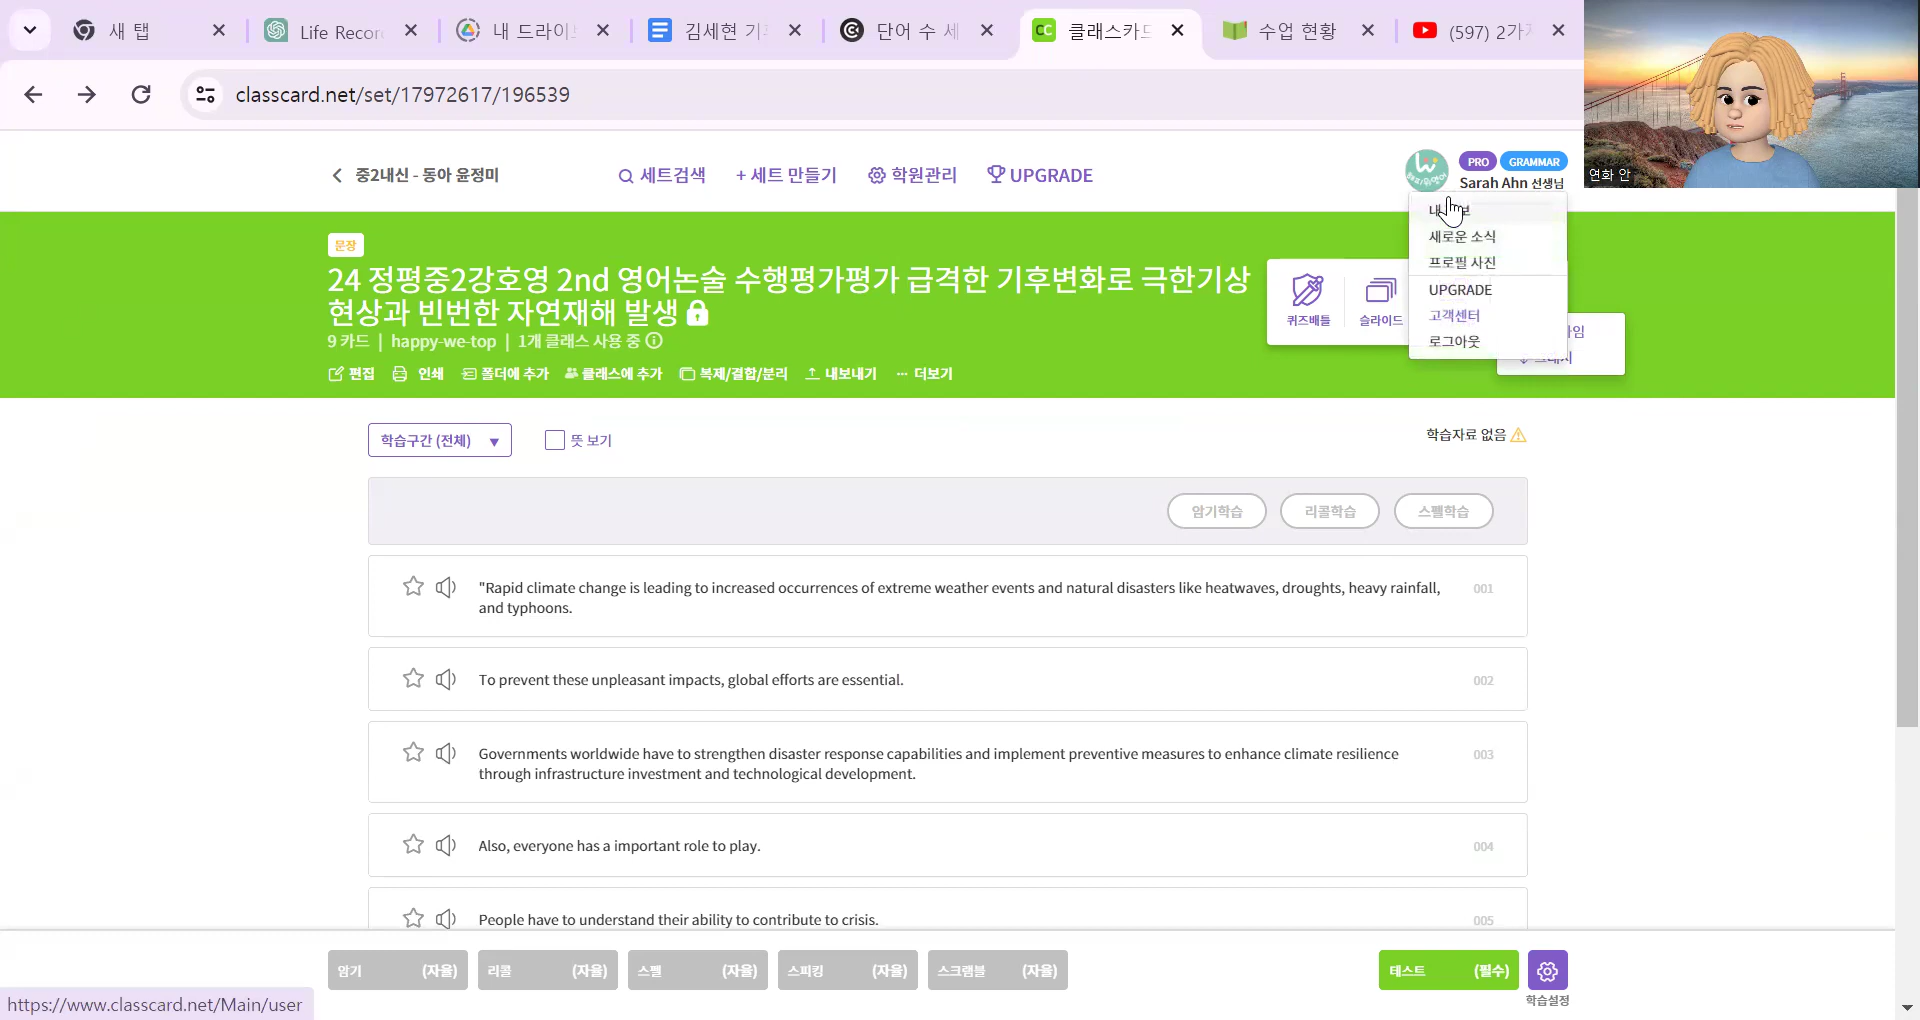 새 탭
Life Recor
내 드라이
김세현 기
단어 수 세
클래스카
수업 현황
(597) 2가
classcard.net/set/17972617/196539
연화 안
중2내신 - 동아 윤정미
세트검색
+ 세트 만들기
학원관리
UPGRADE
PRO
GRAMMAR
Sarah Ahn 선생님
새로운 소식
프로필 사진
UPGRADE
고객센터
로그아웃
문장
24 정평중2강호영 2nd 영어논술 수행평가평가 급격한 기후변화로 극한기상
현상과 빈번한 자연재해 발생
9 카드 | happy-we-top | 1개 클래스 사용 중
퀴즈배틀
슬라이드
편집
인쇄
폴더에 추가
클래스에 추가
복제/결합/분리
내보내기
더보기
학습구간 (전체)
뜻 보기
학습자료 없음
암기학습
리콜학습
스펠학습
"Rapid climate change is leading to increased occurrences of extreme weather events and natural disasters like heatwaves, droughts, heavy rainfall,
and typhoons.
001
To prevent these unpleasant impacts, global efforts are essential.
002
Governments worldwide have to strengthen disaster response capabilities and implement preventive measures to enhance climate resilience
through infrastructure investment and technological development.
003
Also, everyone has a important role to play.
004
People have to understand their ability to contribute to crisis.
005
암기 (자율)
리콜 (자율)
스펠 (자율)
스피킹 (자율)
스크램블 (자율)
테스트 (필수)
학습설정
https://www.classcard.net/Main/user